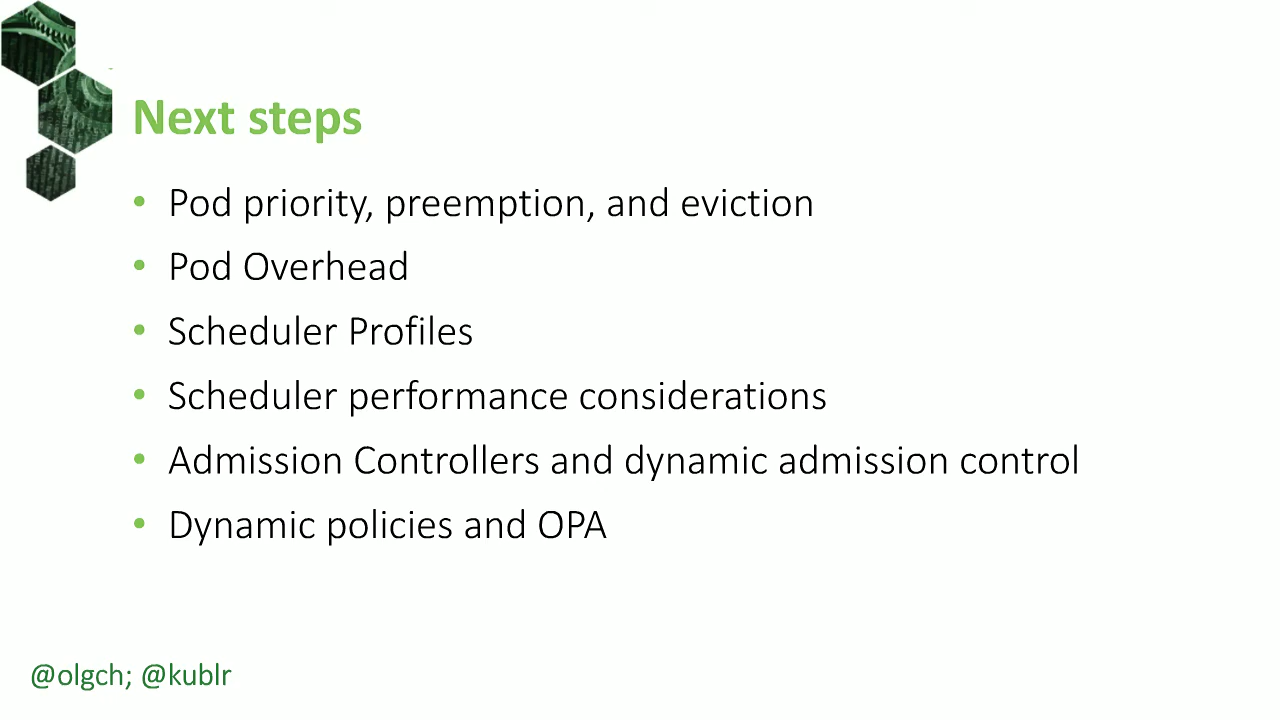 Next steps
• Pod priority, preemption, and eviction
• Pod Overhead
• Scheduler Profiles
• Scheduler performance considerations
• Admission Controllers and dynamic admission control
• Dynamic policies and OPA
@olgch; @kublr